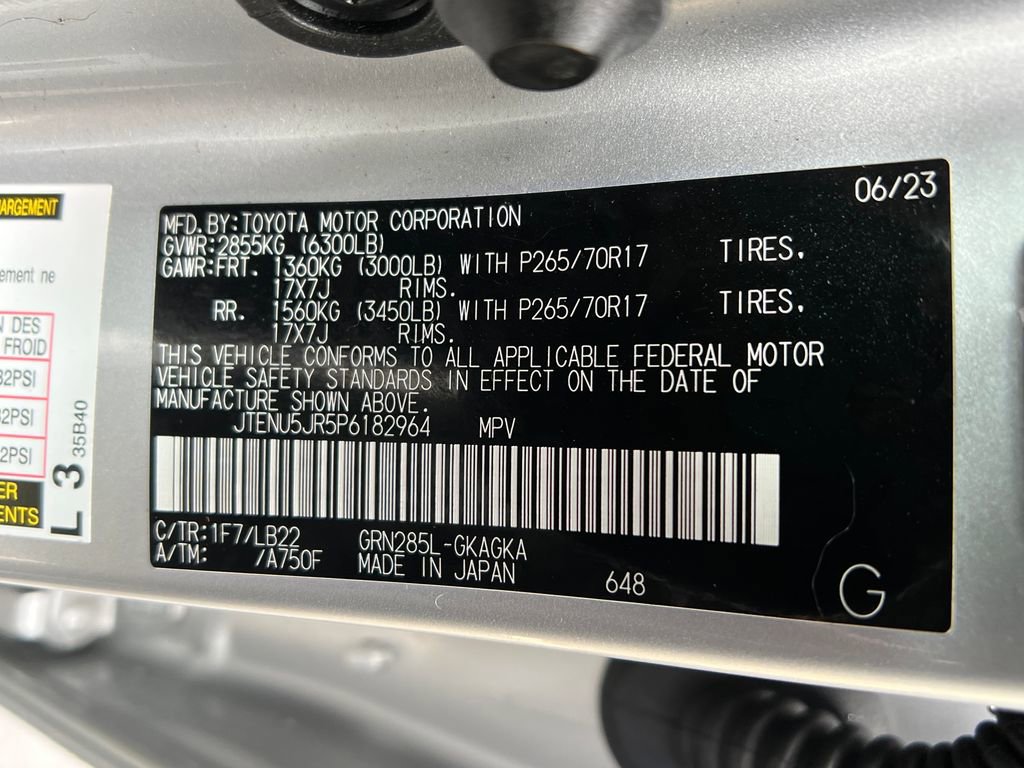 ARGEMENT
ement ne
N DES
FROID
32PSI
32PSI
2PSI
ER
ENTS
L 3 35B40
06/23
MFD.BY:TOYOTA MOTOR CORPORATION
GVWR:2855KG (6300LB)
GAWR:FRT. 1360KG (3000LB) WITH P265/70R17 TIRES.
17X7J RIMS.
RR. 1560KG (3450LB) WITH P265/70R17 TIRES.
17X7J RIMS.
THIS VEHICLE CONFORMS TO ALL APPLICABLE FEDERAL MOTOR
VEHICLE SAFETY STANDARDS IN EFFECT ON THE DATE OF
MANUFACTURE SHOWN ABOVE.
JTENU5JR5P6182964 MPV
C/TR:1F7/LB22 GRN285L-GKAGKA
A/TM: /A750F MADE IN JAPAN 648
G